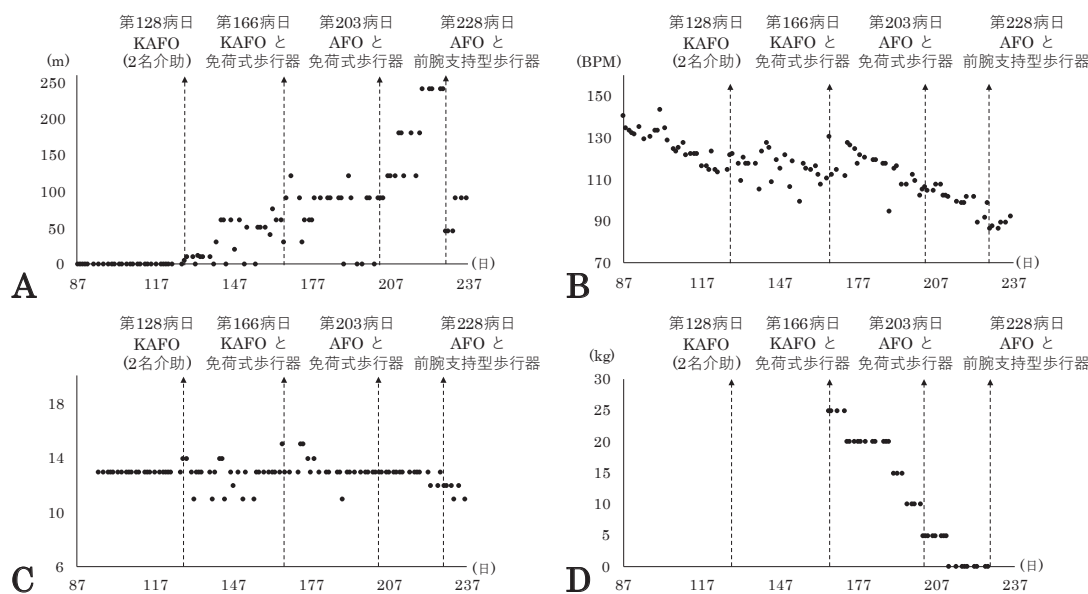 第128病日 第166病日 第203病日 第228病日
KAFO KAFO と AFO と AFO と
(2名介助) 免荷式歩行器 免荷式歩行器 前腕支持型歩行器
(m)
250
200
150
100
50
0
(日)
87 117 147 177 207 237
A
第128病日 第166病日 第203病日 第228病日
KAFO KAFO と AFO と AFO と
(2名介助) 免荷式歩行器 免荷式歩行器 前腕支持型歩行器
(BPM)
150
130
110
90
70
(日)
87 117 147 177 207 237
B
第128病日 第166病日 第203病日 第228病日
KAFO KAFO と AFO と AFO と
(2名介助) 免荷式歩行器 免荷式歩行器 前腕支持型歩行器
18
14
10
6
(日)
87 117 147 177 207 237
C
第128病日 第166病日 第203病日 第228病日
KAFO KAFO と AFO と AFO と
(2名介助) 免荷式歩行器 免荷式歩行器 前腕支持型歩行器
(kg)
30
25
20
15
10
5
0
(日)
87 117 147 177 207 237
D